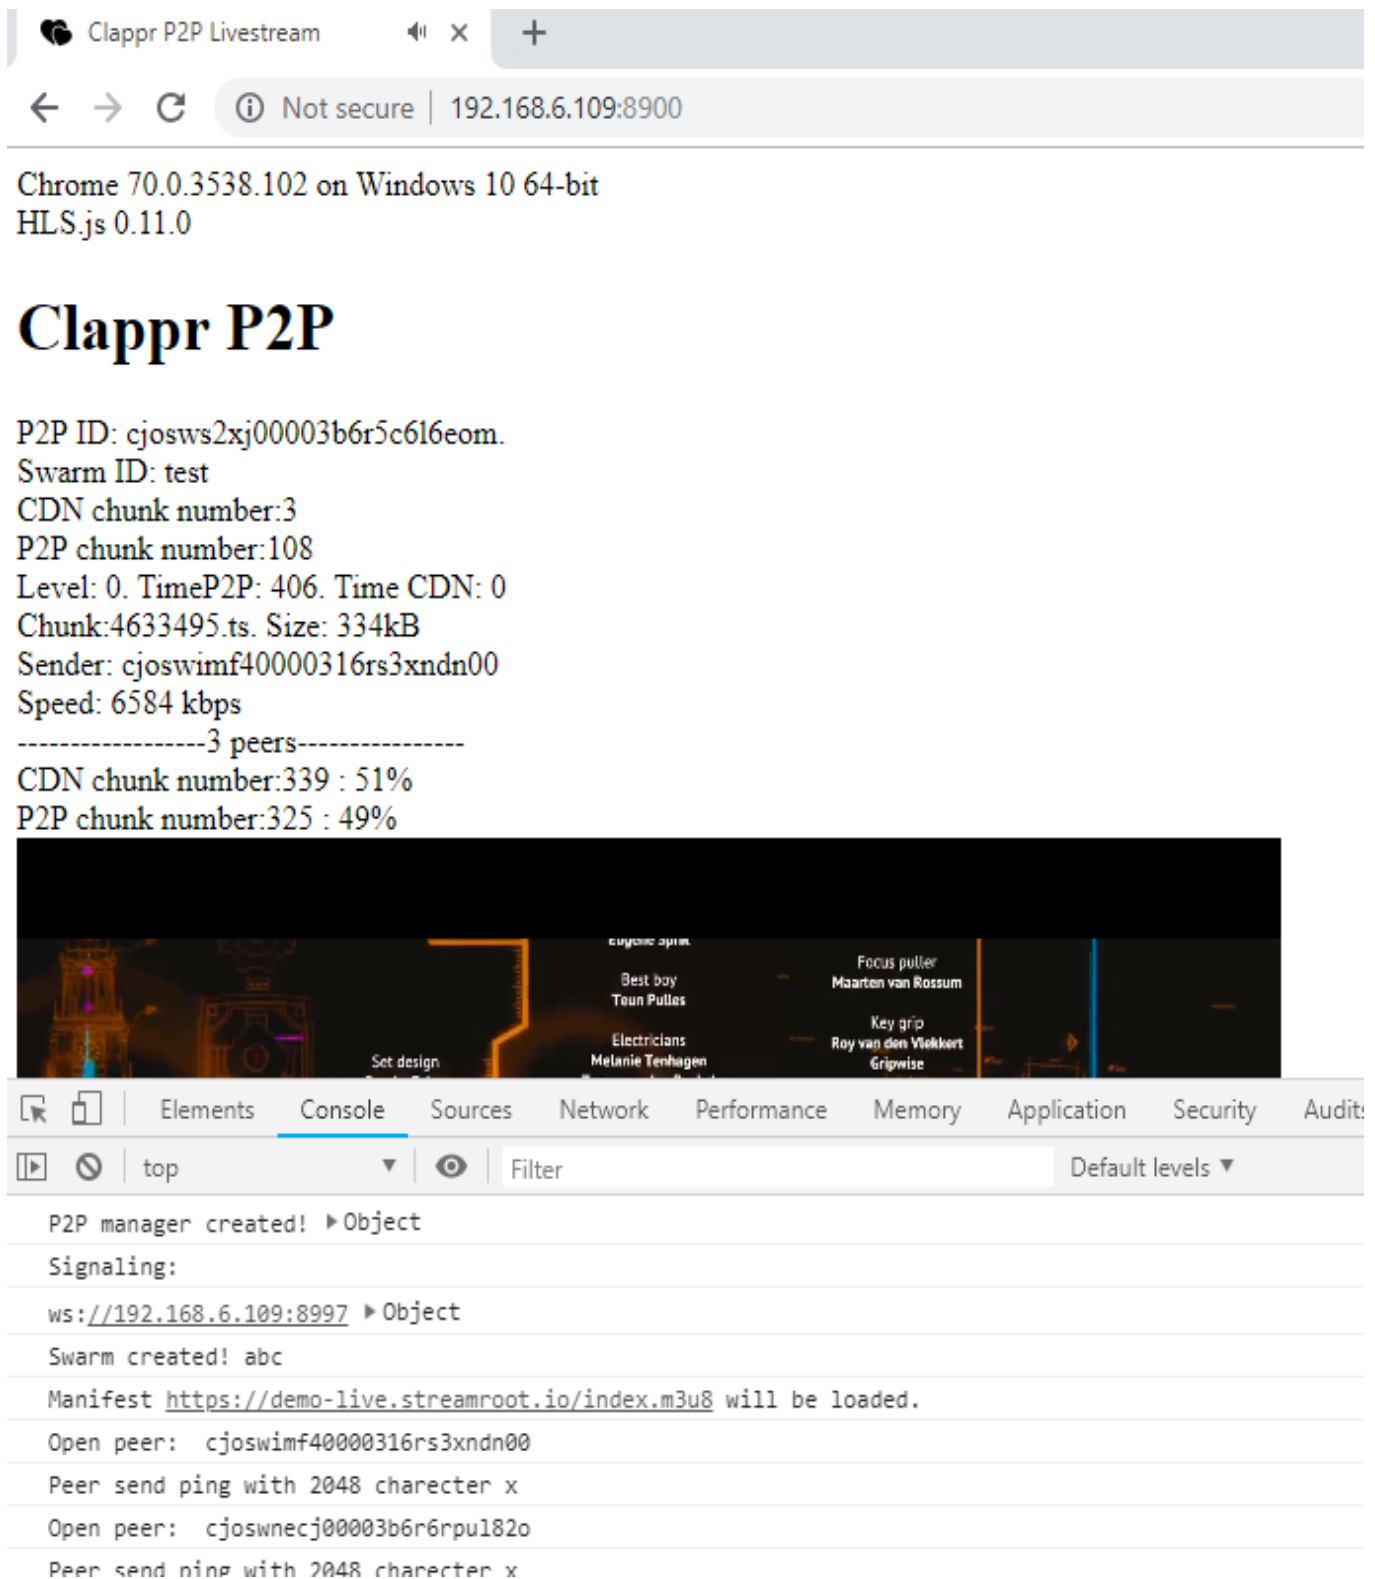 Clappr P2P Livestream
Not secure | 192.168.6.109:8900
Chrome 70.0.3538.102 on Windows 10 64-bit
HLS.js 0.11.0
Clappr P2P
P2P ID: cjosws2xj00003b6r5c6l6eom.
Swarm ID: test
CDN chunk number:3
P2P chunk number:108
Level: 0. TimeP2P: 406. Time CDN: 0
Chunk:4633495.ts. Size: 334kB
Sender: cjoswimf40000316rs3xndn00
Speed: 6584 kbps
------------------3 peers----------------
CDN chunk number:339 : 51%
P2P chunk number:325 : 49%
Eugene Sprik
Best boy
Teun Pulles
Electricians
Melanie Tenhagen
Focus puller
Maarten van Rossum
Key grip
Roy van den Vlekkert
Gripwise
Set design
Elements Console Sources Network Performance Memory Application Security Audits
top Filter Default levels
P2P manager created! Object
Signaling:
ws://192.168.6.109:8997 Object
Swarm created! abc
Manifest https://demo-live.streamroot.io/index.m3u8 will be loaded.
Open peer: cjoswimf40000316rs3xndn00
Peer send ping with 2048 charecter x
Open peer: cjoswnecj00003b6r6rpul82o
Peer send ping with 2048 charecter x